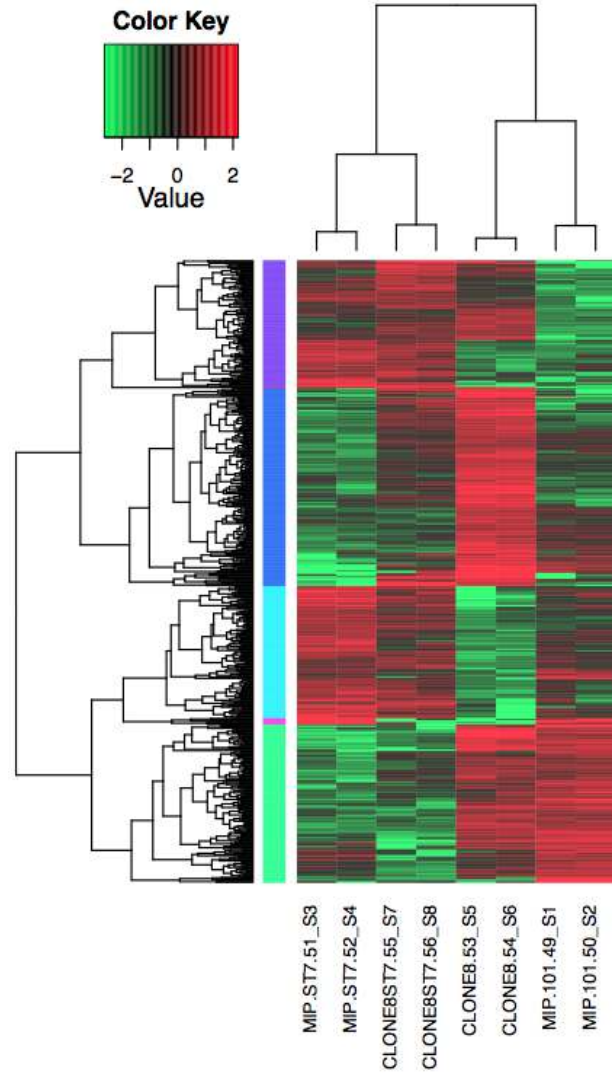 Color Key
−2 0 2
Value
MIP.ST7.51_S3
MIP.ST7.52_S4
CLONE8ST7.55_S7
CLONE8ST7.56_S8
CLONE8.53_S5
CLONE8.54_S6
MIP.101.49_S1
MIP.101.50_S2